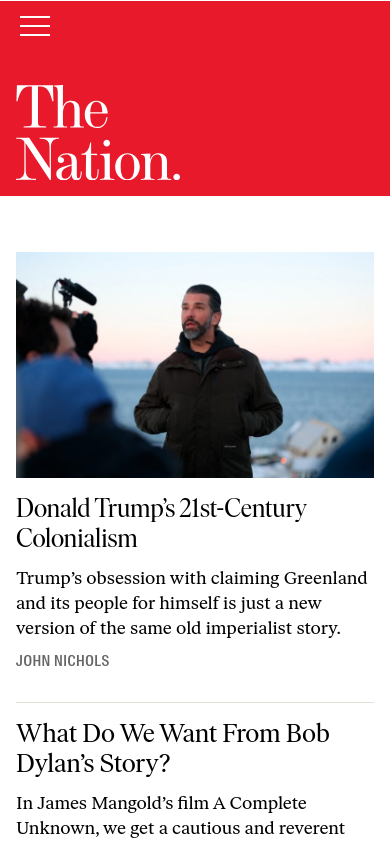 The
Nation.
Donald Trump’s 21st-Century
Colonialism
Trump’s obsession with claiming Greenland
and its people for himself is just a new
version of the same old imperialist story.
JOHN NICHOLS
What Do We Want From Bob
Dylan’s Story?
In James Mangold’s film A Complete
Unknown, we get a cautious and reverent